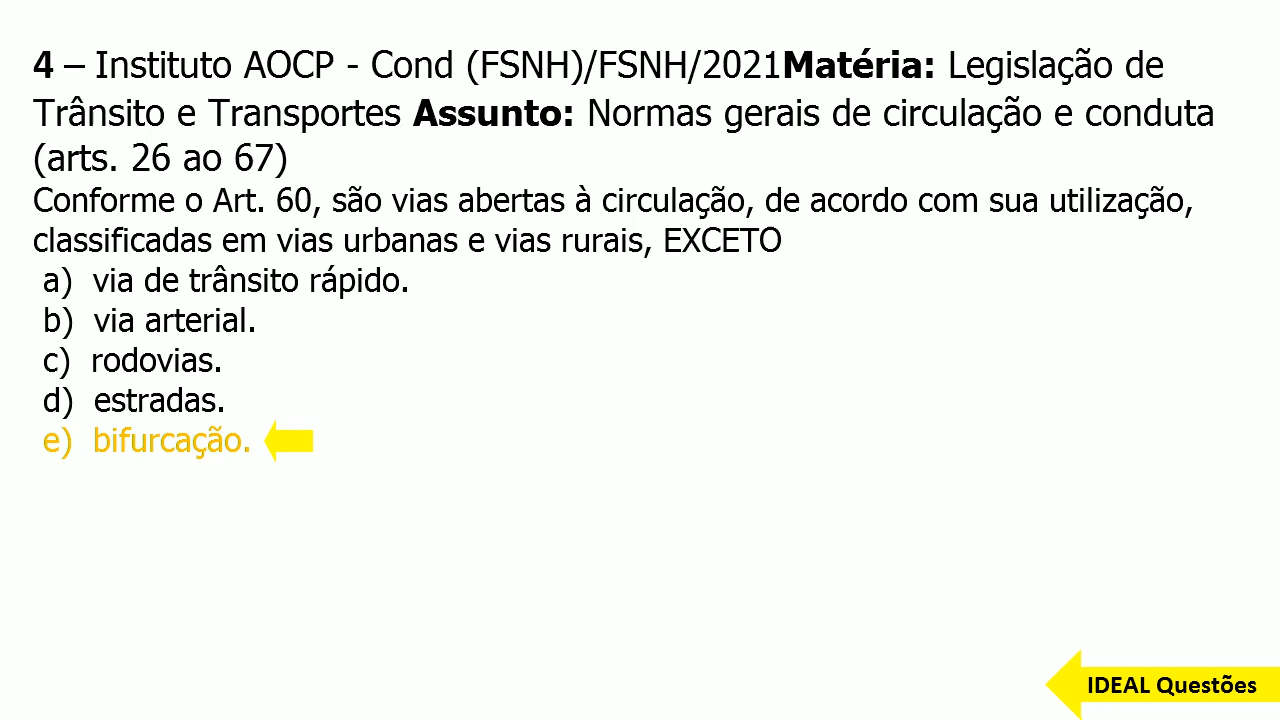 4 – Instituto AOCP - Cond (FSNH)/FSNH/2021Matéria: Legislação de
Trânsito e Transportes Assunto: Normas gerais de circulação e conduta
(arts. 26 ao 67)
Conforme o Art. 60, são vias abertas à circulação, de acordo com sua utilização,
classificadas em vias urbanas e vias rurais, EXCETO
a) via de trânsito rápido.
b) via arterial.
c) rodovias.
d) estradas.
e) bifurcação.
IDEAL Questões